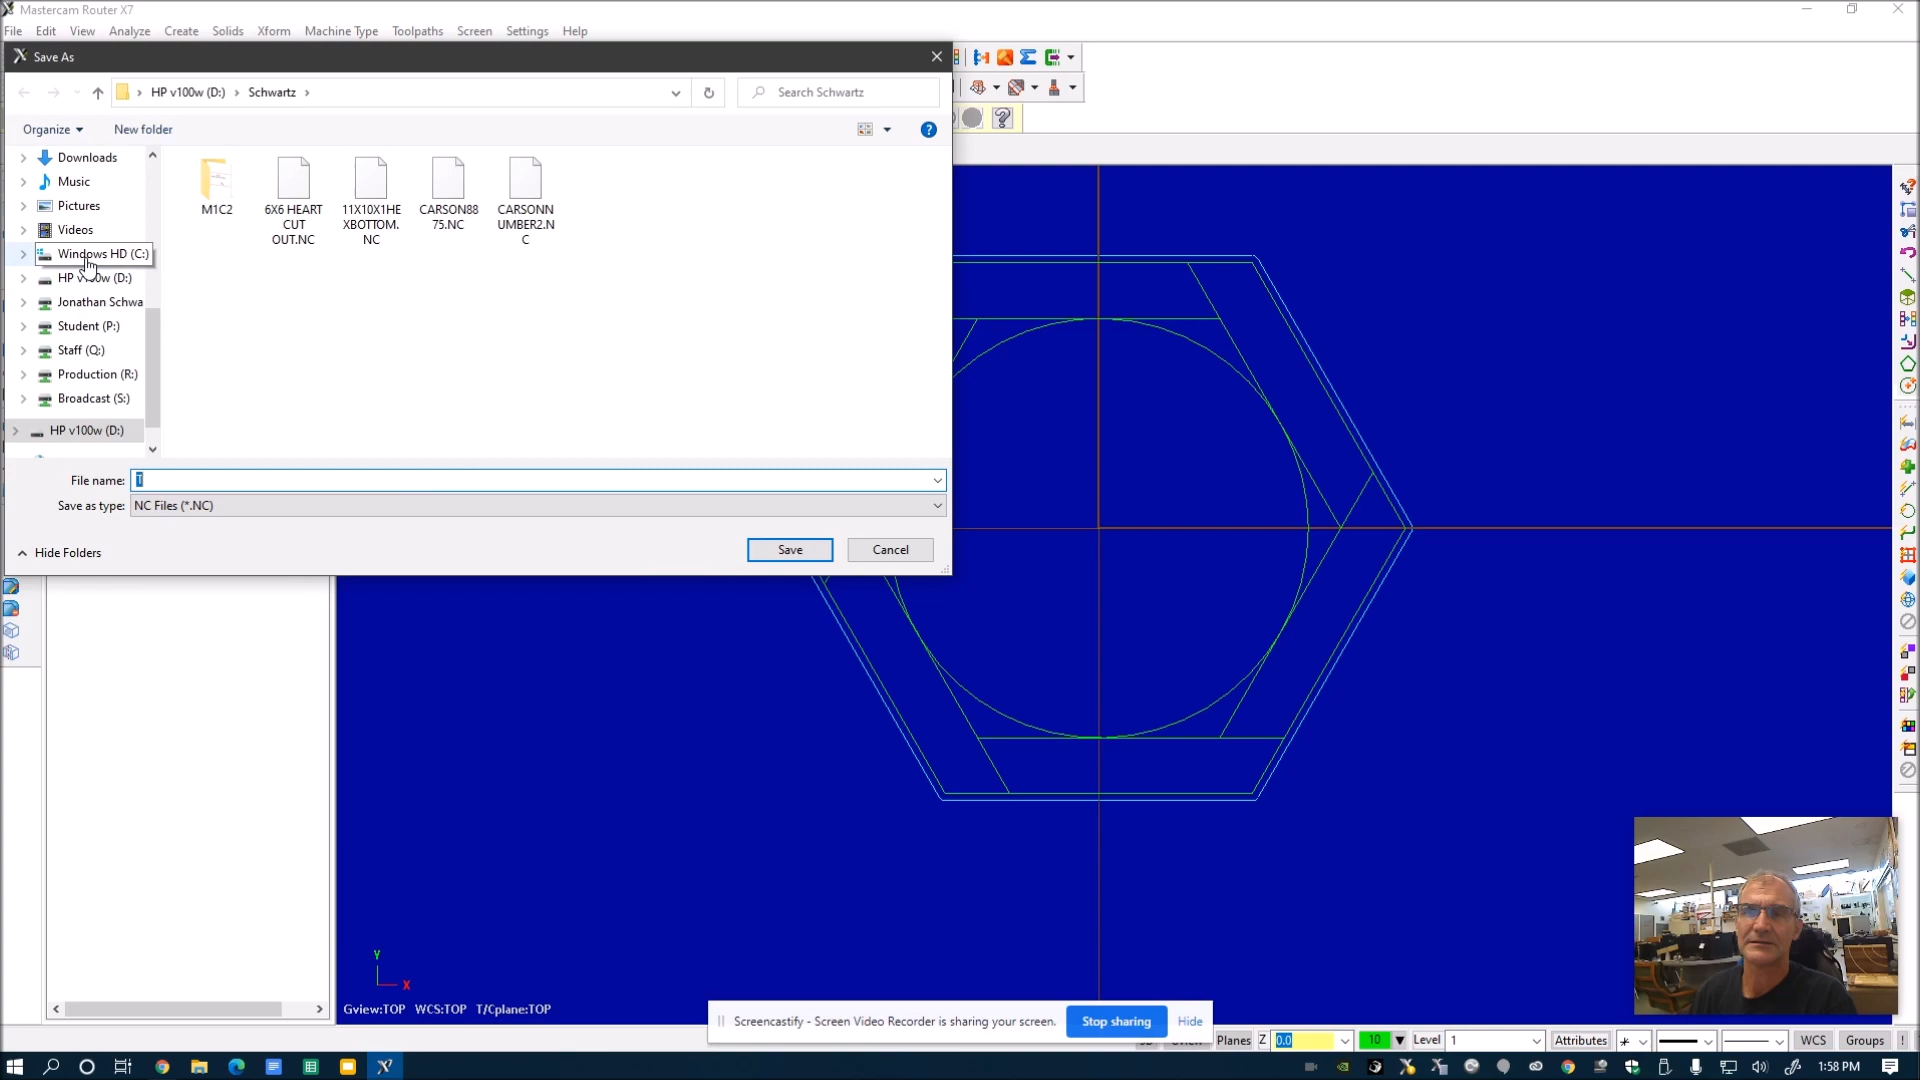 Mastercam Router X7
File Edit View Analyze Create Solids Xform Machine Type Toolpaths Screen Settings Help
Save As
HP v100w (D:) › Schwartz ›
Search Schwartz
Organize
New folder
Downloads
Music
Pictures
Videos
Windows HD (C:)
HP v100w (D:)
Jonathan Schwa
Student (P:)
Staff (Q:)
Production (R:)
Broadcast (S:)
HP v100w (D:)
M1C2
6X6 HEART
CUT
OUT.NC
11X10X1HE
XBOTTOM.
NC
CARSON88
75.NC
CARSONN
UMBER2.N
C
File name: T
Save as type: NC Files (*.NC)
Hide Folders
Save
Cancel
Y
X
Gview:TOP WCS:TOP T/Cplane:TOP
Screencastify - Screen Video Recorder is sharing your screen.
Stop sharing
Hide
Planes Z 0.0 10 Level 1 Attributes WCS Groups
1:58 PM